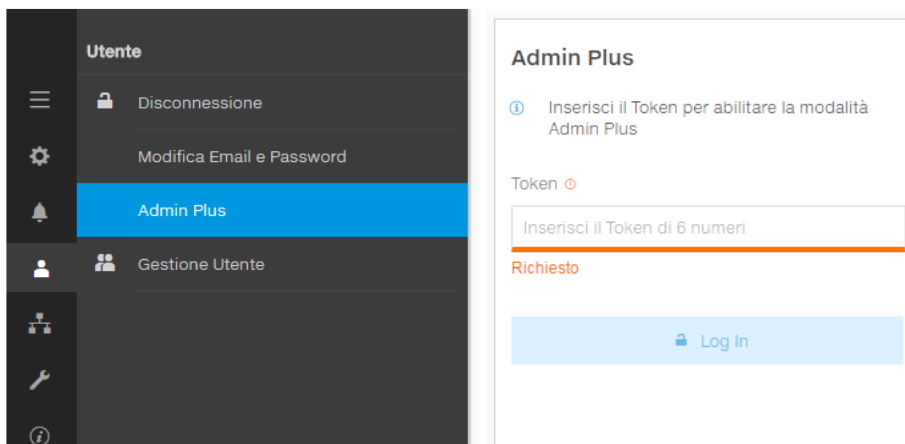 Utente
Disconnessione
Modifica Email e Password
Admin Plus
Gestione Utente
Admin Plus
Inserisci il Token per abilitare la modalità
Admin Plus
Token
Inserisci il Token di 6 numeri
Richiesto
Log In